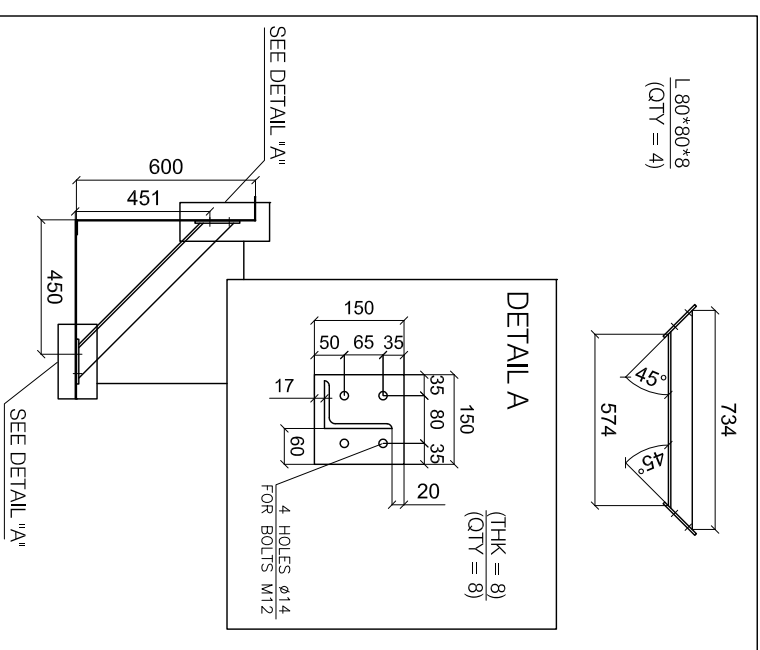 L 80*80*8
(QTY = 4)
734
45°
45°
574
SEE DETAIL "A"
600
451
450
SEE DETAIL "A"
DETAIL A
(THK = 8)
(QTY = 8)
150
50
65
35
35
80
35
150
17
60
20
4 HOLES ø14
FOR BOLTS M12